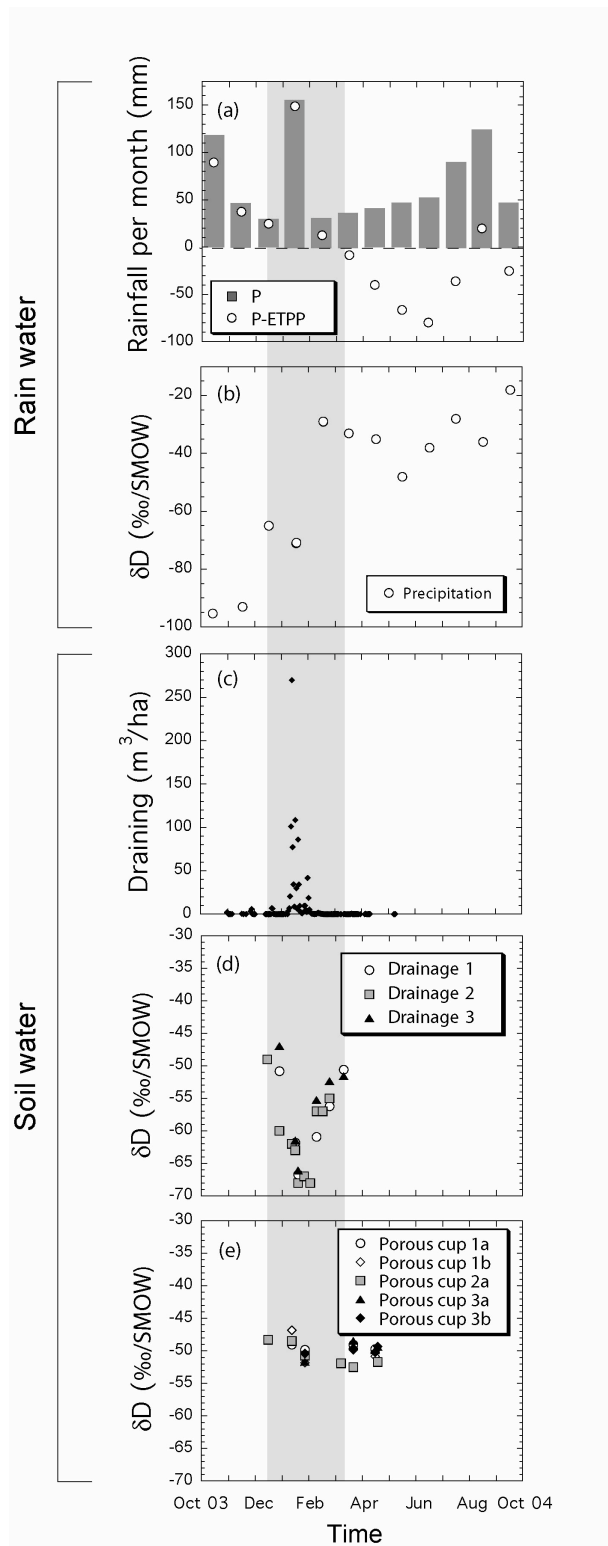 Rain water
Rainfall per month (mm)
(a)
150
100
50
0
-50
-100
P
P-ETPP
δD (‰/SMOW)
(b)
-20
-40
-60
-80
-100
Precipitation
Soil water
Draining (m³/ha)
(c)
300
250
200
150
100
50
0
δD (‰/SMOW)
(d)
-30
-35
-40
-45
-50
-55
-60
-65
-70
Drainage 1
Drainage 2
Drainage 3
δD (‰/SMOW)
(e)
-30
-35
-40
-45
-50
-55
-60
-65
-70
Porous cup 1a
Porous cup 1b
Porous cup 2a
Porous cup 3a
Porous cup 3b
Oct 03 Dec Feb Apr Jun Aug Oct 04
Time